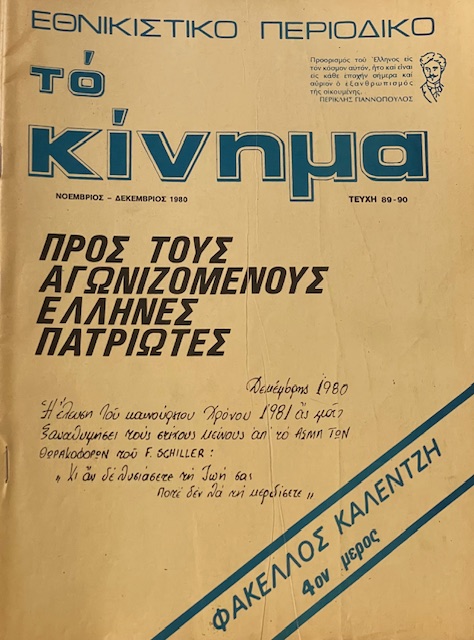 ΕΘΝΙΚΙΣΤΙΚΟ ΠΕΡΙΟΔΙΚΟ
Προορισμός τοῦ Ἕλληνος εἰς
τόν κόσμον αὐτόν, ἦτο καί εἶναι
εἰς κάθε ἐποχήν σήμερα καί
αὔριον ὁ ἐξανθρωπισμός
τῆς οἰκουμένης.
ΠΕΡΙΚΛΗΣ ΓΙΑΝΝΟΠΟΥΛΟΣ
τό
κίνημα
ΝΟΕΜΒΡΙΟΣ – ΔΕΚΕΜΒΡΙΟΣ 1980
ΤΕΥΧΗ 89-90
ΠΡΟΣ ΤΟΥΣ
ΑΓΩΝΙΖΟΜΕΝΟΥΣ
ΕΛΛΗΝΕΣ
ΠΑΤΡΙΩΤΕΣ
Δεκέμβρης 1980
Ἡ ἔλευση τοῦ καινούργιου Χρόνου 1981 ἄς μᾶς
ξαναθυμήσει τούς στίχους ἐκείνους ἀπ' τό ΑΣΜΑ ΤΩΝ
ΘΩΡΑΚΟΦΟΡΩΝ τοῦ F. SCHILLER :
„ Κι ἄν δέ θυσιάσετε τή Ζωή σας
Ποτέ δέν θά τή κερδίσετε „
ΦΑΚΕΛΛΟΣ ΚΑΛΕΝΤΖΗ
4ον μερος